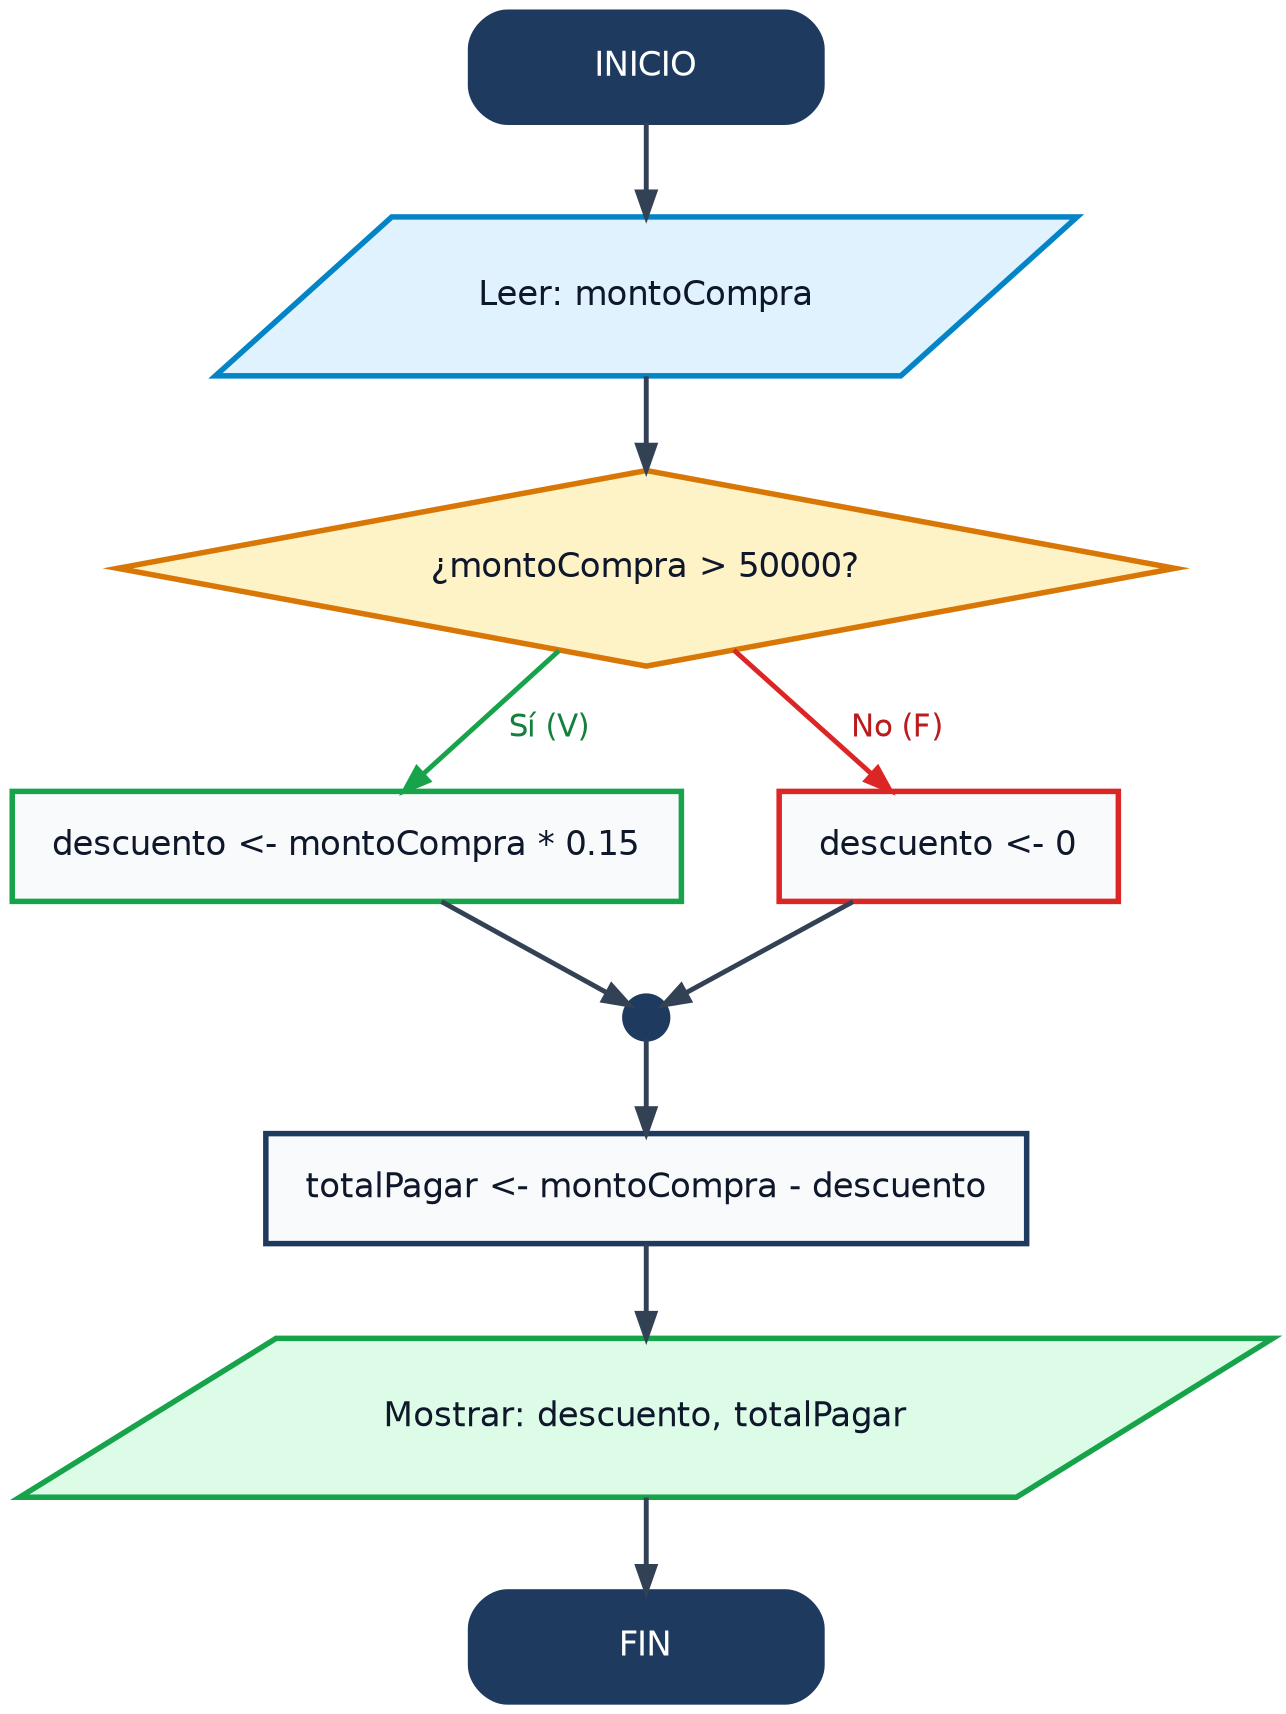 INICIO
Leer: montoCompra
¿montoCompra > 50000?
Sí (V)
No (F)
descuento <- montoCompra * 0.15
descuento <- 0
totalPagar <- montoCompra - descuento
Mostrar: descuento, totalPagar
FIN